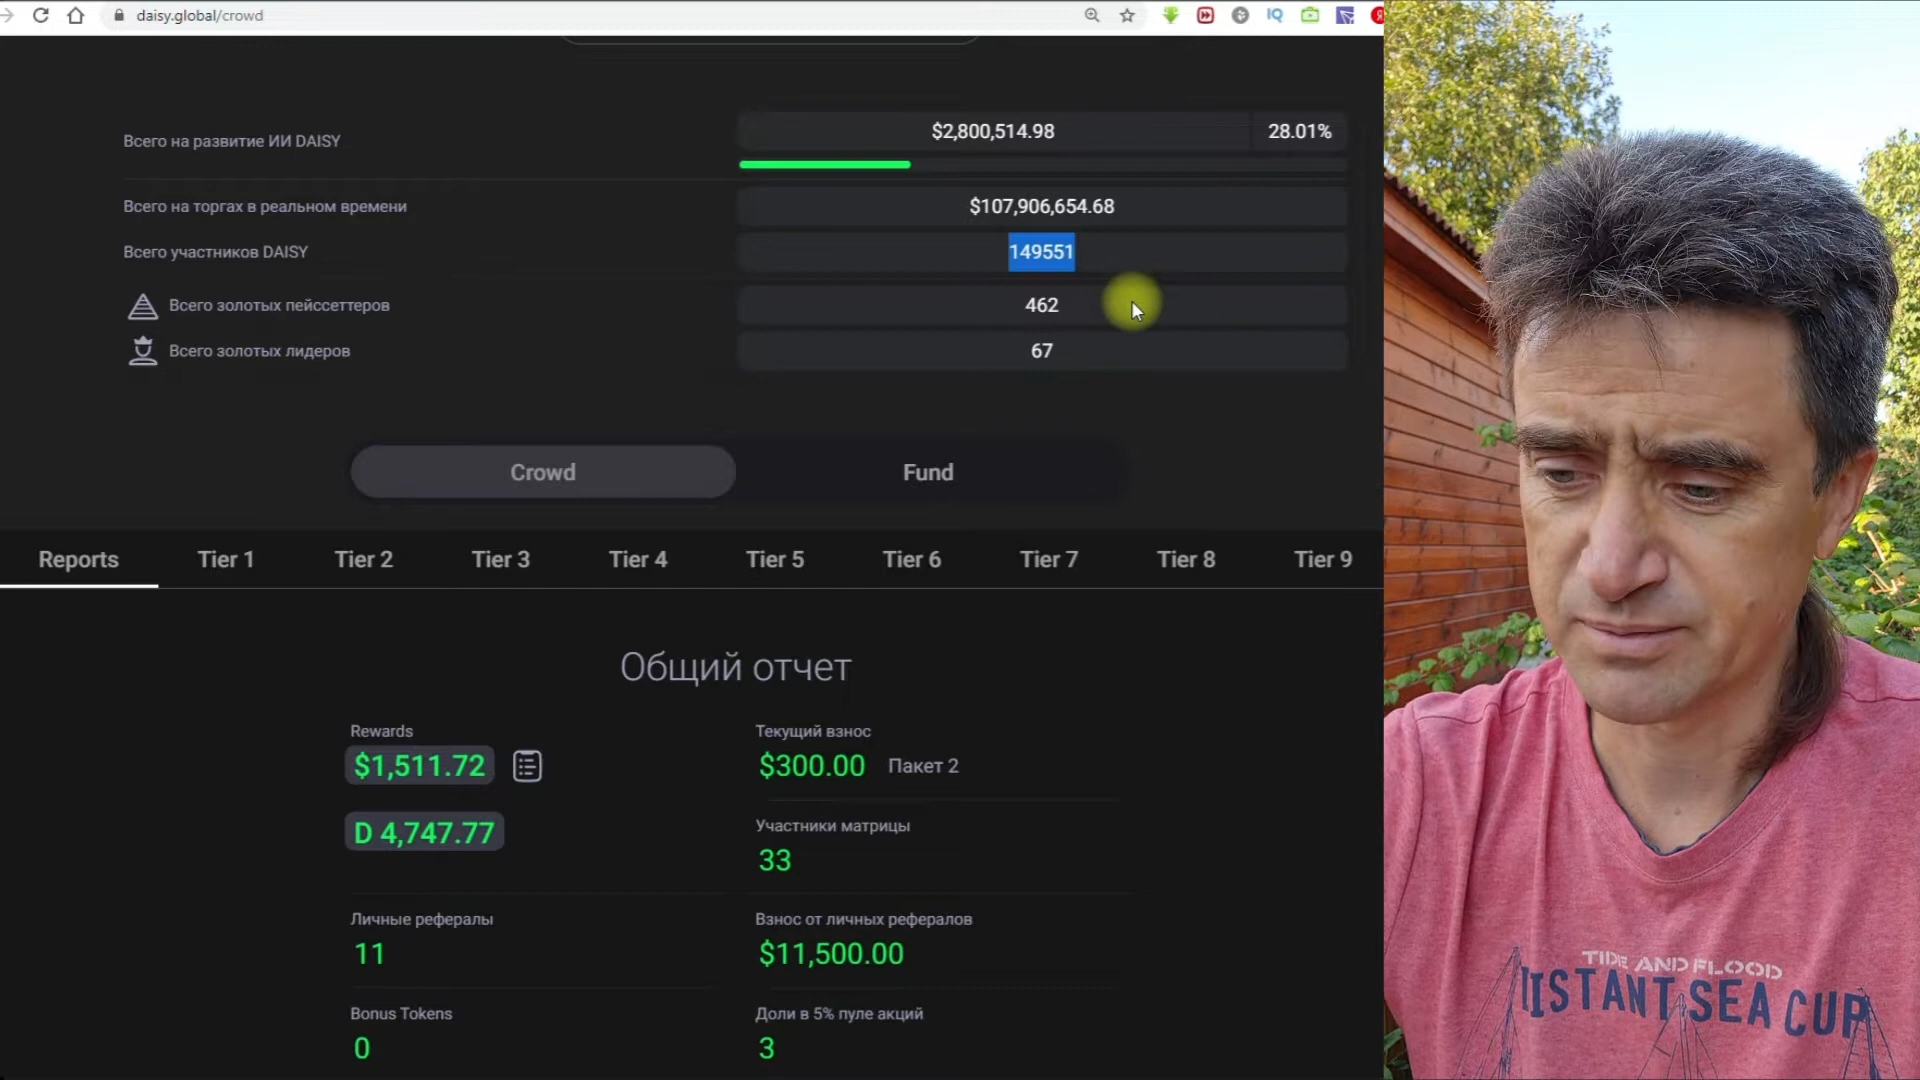 daisy.global/crowd
Всего на развитие ИИ DAISY
$2,800,514.98
28.01%
Всего на торгах в реальном времени
$107,906,654.68
Всего участников DAISY
149551
Всего золотых пейссеттеров
462
Всего золотых лидеров
67
Crowd
Fund
Reports
Tier 1
Tier 2
Tier 3
Tier 4
Tier 5
Tier 6
Tier 7
Tier 8
Tier 9
Общий отчет
Rewards
$1,511.72
D 4,747.77
Текущий взнос
$300.00 Пакет 2
Участники матрицы
33
Личные рефералы
11
Взнос от личных рефералов
$11,500.00
Bonus Tokens
0
Доли в 5% пуле акций
3
IQ
Я
TIDE AND FLOOD
DISTANT SEA CUP